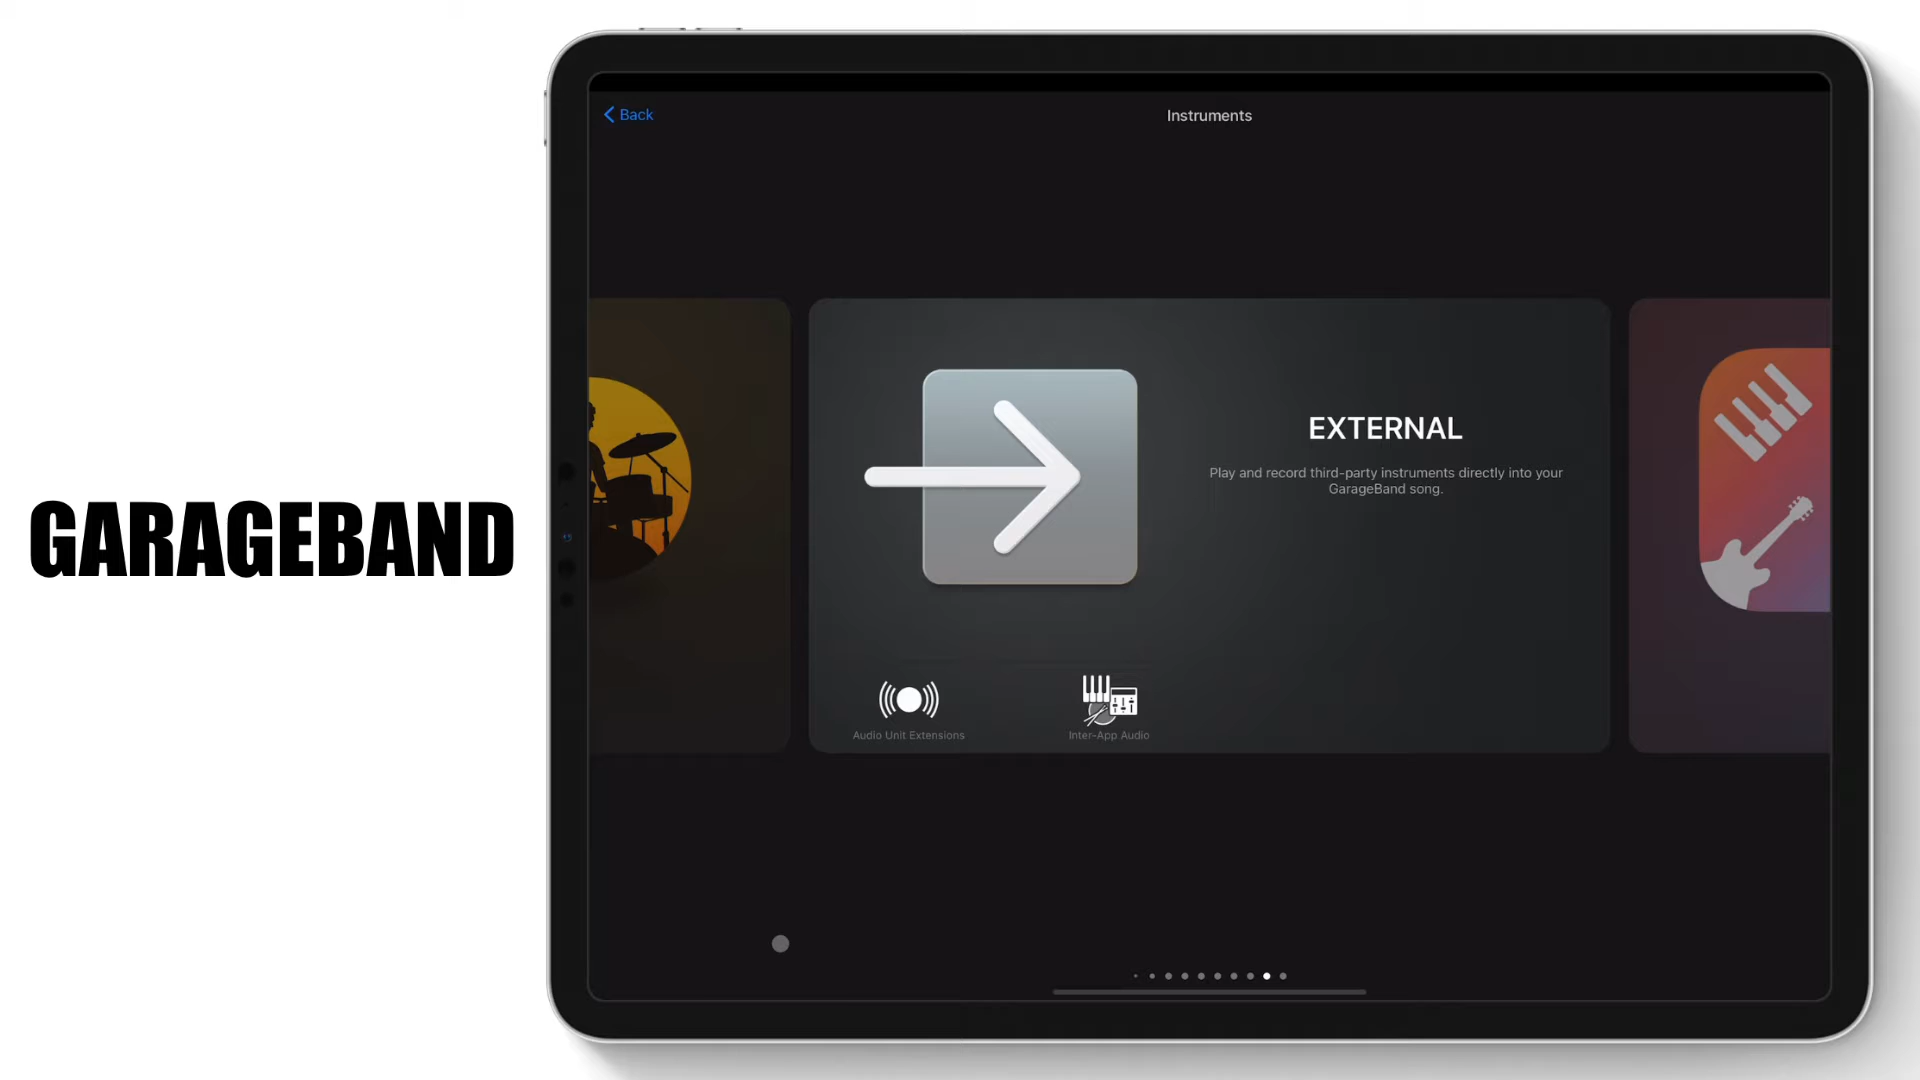 Back
Instruments
GARAGEBAND
EXTERNAL
Play and record third-party instruments directly into your
GarageBand song.
Audio Unit Extensions
Inter-App Audio